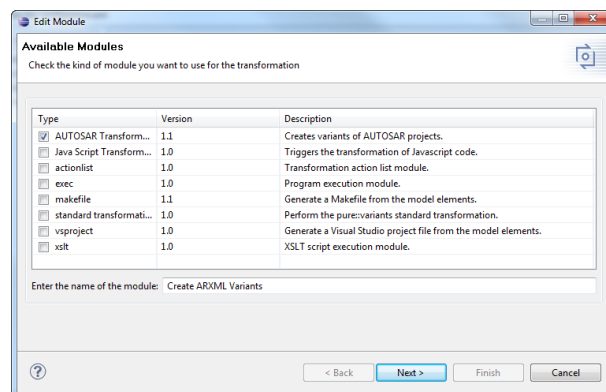 Edit Module
Available Modules
Check the kind of module you want to use for the transformation
Type Version Description
AUTOSAR Transform... 1.1 Creates variants of AUTOSAR projects.
Java Script Transform... 1.0 Triggers the transformation of Javascript code.
actionlist 1.0 Transformation action list module.
exec 1.0 Program execution module.
makefile 1.1 Generate a Makefile from the model elements.
standard transformati... 1.0 Perform the pure::variants standard transformation.
vsproject 1.0 Generate a Visual Studio project file from the model elements.
xslt 1.0 XSLT script execution module.
Enter the name of the module: Create ARXML Variants
? < Back Next > Finish Cancel